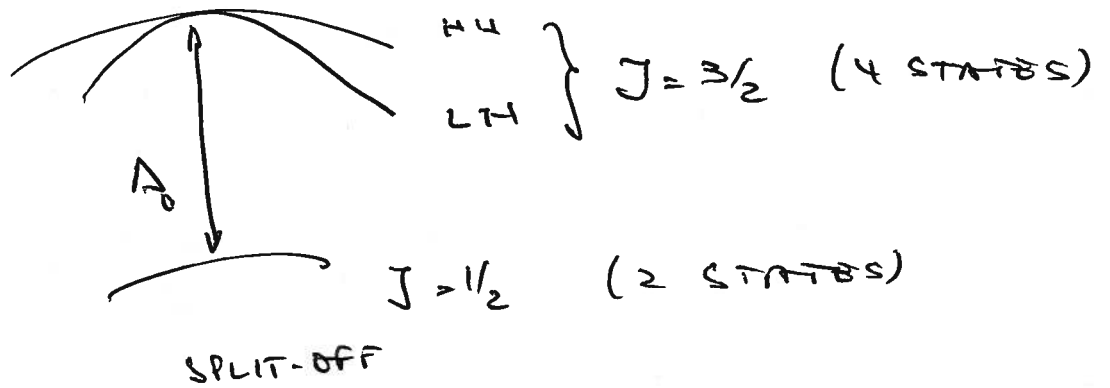 HH
LH } J = 3/2 (4 STATES)
Δ₀
J = 1/2 (2 STATES)
SPLIT-OFF